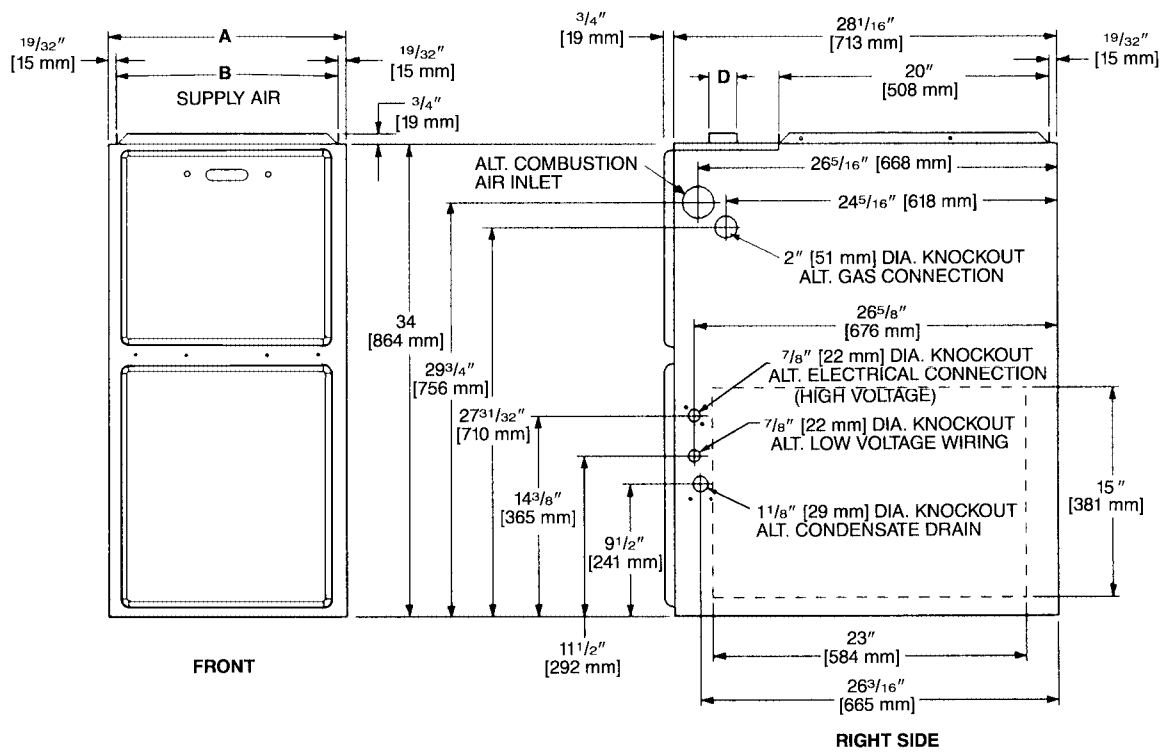 A
19/32"
[15 mm]
19/32"
[15 mm]
B
SUPPLY AIR
3/4"
[19 mm]
3/4"
[19 mm]
28 1/16"
[713 mm]
19/32"
[15 mm]
D
20"
[508 mm]
ALT. COMBUSTION
AIR INLET
26 5/16" [668 mm]
24 5/16" [618 mm]
2" [51 mm] DIA. KNOCKOUT
ALT. GAS CONNECTION
34
[864 mm]
29 3/4"
[756 mm]
27 31/32"
[710 mm]
26 5/8"
[676 mm]
7/8" [22 mm] DIA. KNOCKOUT
ALT. ELECTRICAL CONNECTION
(HIGH VOLTAGE)
7/8" [22 mm] DIA. KNOCKOUT
ALT. LOW VOLTAGE WIRING
14 3/8"
[365 mm]
9 1/2"
[241 mm]
1 1/8" [29 mm] DIA. KNOCKOUT
ALT. CONDENSATE DRAIN
15"
[381 mm]
11 1/2"
[292 mm]
23"
[584 mm]
26 3/16"
[665 mm]
FRONT
RIGHT SIDE